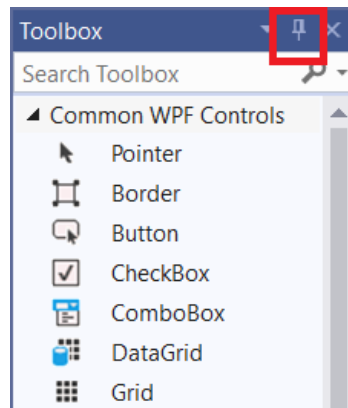 Toolbox
Search Toolbox
Common WPF Controls
Pointer
Border
Button
CheckBox
ComboBox
DataGrid
Grid